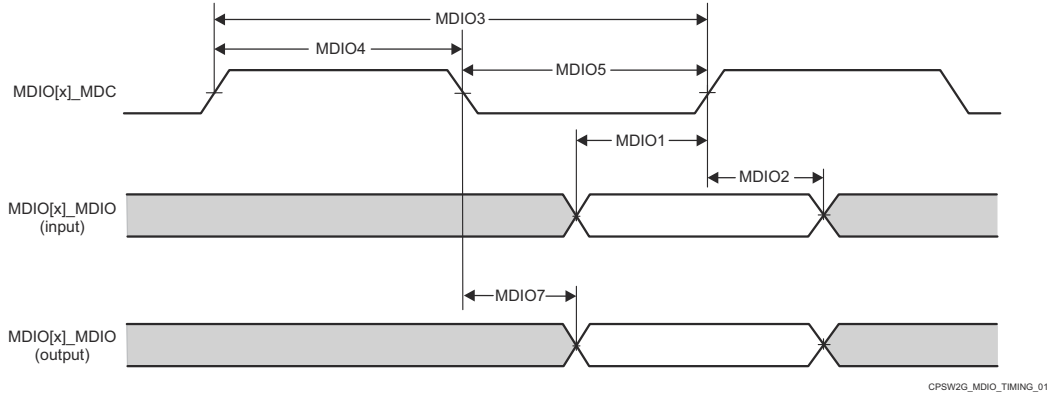 MDIO3
MDIO4
MDIO5
MDIO[x]_MDC
MDIO1
MDIO2
MDIO[x]_MDIO
(input)
MDIO7
MDIO[x]_MDIO
(output)
CPSW2G_MDIO_TIMING_01